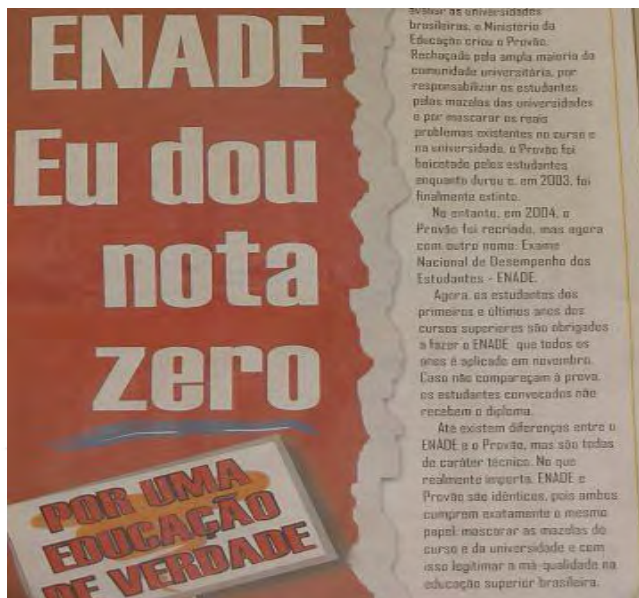 ENADE
Eu dou
nota
zero
POR UMA
EDUCAÇÃO
DE VERDADE
avaliar as universidades
brasileiras, o Ministério da
Educação criou o Provão.
Rechaçado pela ampla maioria da
comunidade universitária, por
responsabilizar os estudantes
pelas mazelas das universidades
e por mascarar os reais
problemas existentes no curso e
na universidade, o Provão foi
boicotado pelos estudantes
enquanto durou e, em 2003, foi
finalmente extinto.
No entanto, em 2004, o
Provão foi recriado, mas agora
com outro nome: Exame
Nacional de Desempenho dos
Estudantes - ENADE.
Agora, os estudantes dos
primeiros e últimos anos dos
cursos superiores são obrigados
a fazer o ENADE que todos os
anos é aplicado em novembro.
Caso não compareçam à prova,
os estudantes convocados não
recebem o diploma.
Até existem diferenças entre o
ENADE e o Provão, mas são todas
de caráter técnico. No que
realmente importa, ENADE e
Provão são idênticos, pois ambos
cumprem exatamente o mesmo
papel: mascarar as mazelas do
curso e da universidade e com
isso legitimar a má-qualidade na
educação superior brasileira.